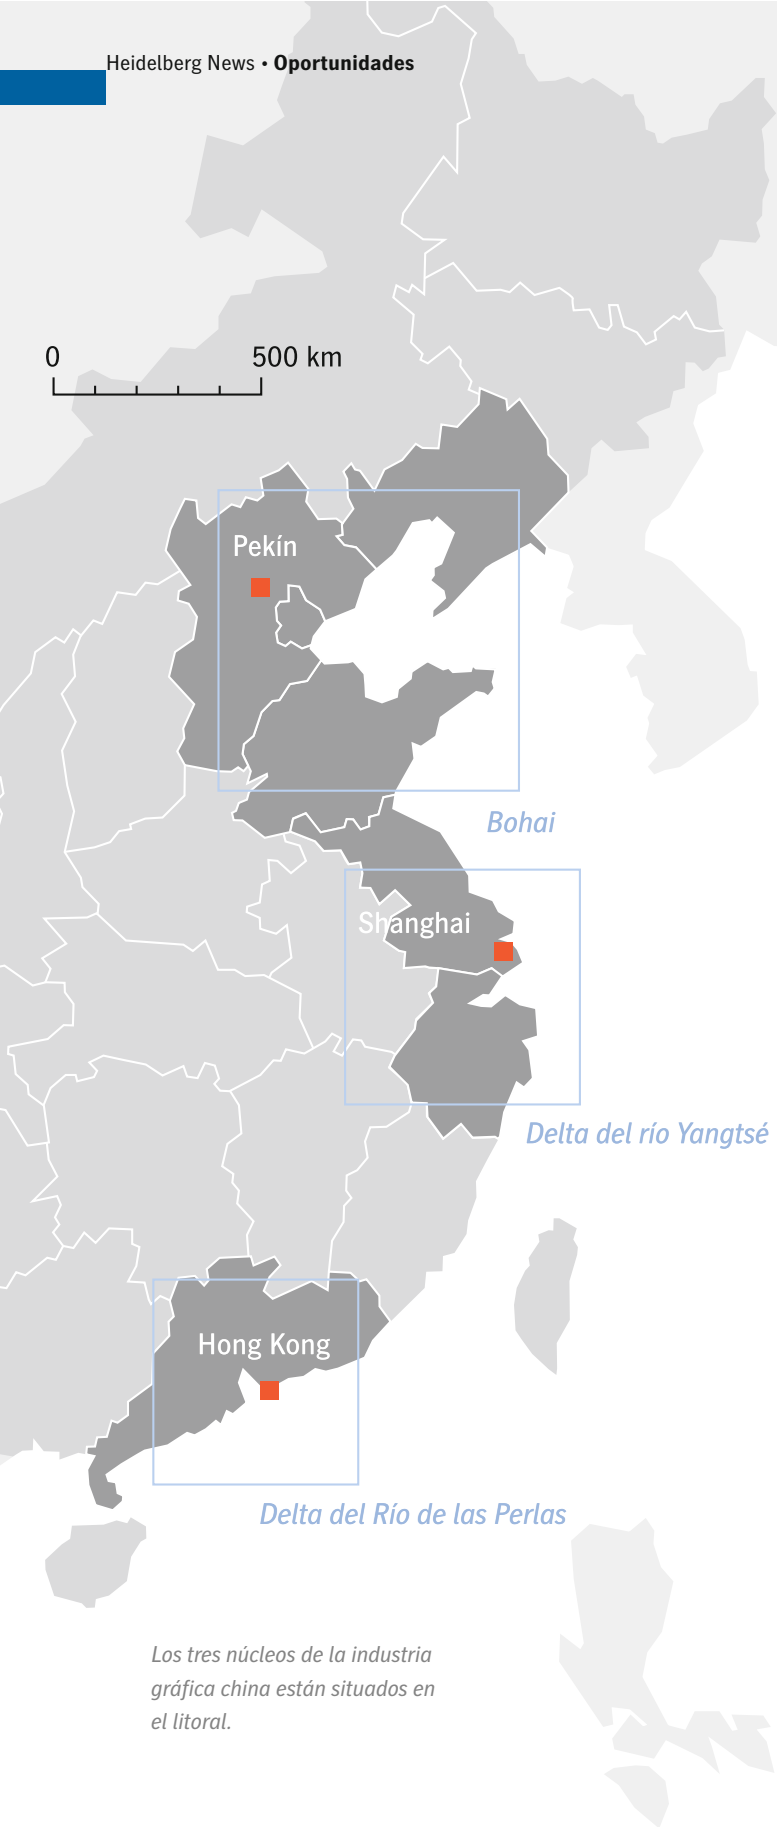 Heidelberg News • Oportunidades
0 500 km
Pekín
Bohai
Shanghai
Delta del río Yangtsé
Hong Kong
Delta del Río de las Perlas
Los tres núcleos de la industria
gráfica china están situados en
el litoral.